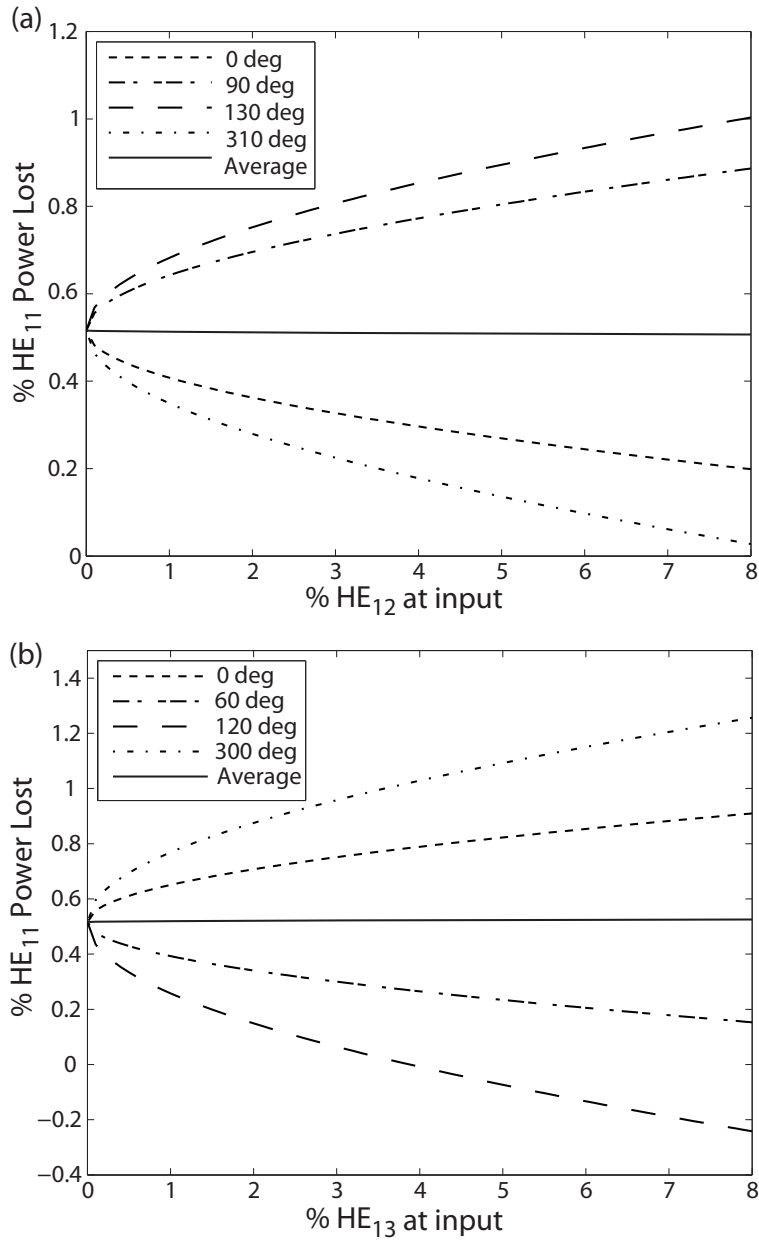 (a)
1.2
1
0.8
0.6
0.4
0.2
0
% HE11 Power Lost
0 deg
90 deg
130 deg
310 deg
Average
0 1 2 3 4 5 6 7 8
% HE12 at input
(b)
1.4
1.2
1
0.8
0.6
0.4
0.2
0
−0.2
−0.4
% HE11 Power Lost
0 deg
60 deg
120 deg
300 deg
Average
0 1 2 3 4 5 6 7 8
% HE13 at input